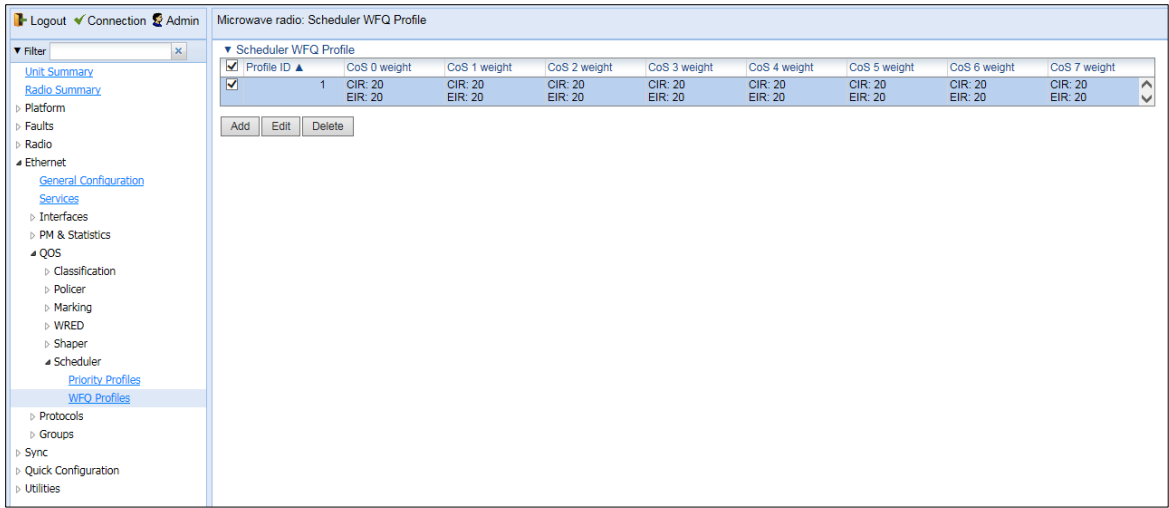 Logout Connection Admin
Microwave radio: Scheduler WFQ Profile
▼ Filter
Unit Summary
Radio Summary
Platform
Faults
Radio
Ethernet
General Configuration
Services
Interfaces
PM & Statistics
QOS
Classification
Policer
Marking
WRED
Shaper
Scheduler
Priority Profiles
WFQ Profiles
Protocols
Groups
Sync
Quick Configuration
Utilities
▼ Scheduler WFQ Profile
Profile ID ▲ CoS 0 weight CoS 1 weight CoS 2 weight CoS 3 weight CoS 4 weight CoS 5 weight CoS 6 weight CoS 7 weight
1 CIR: 20 CIR: 20 CIR: 20 CIR: 20 CIR: 20 CIR: 20 CIR: 20 CIR: 20
EIR: 20 EIR: 20 EIR: 20 EIR: 20 EIR: 20 EIR: 20 EIR: 20 EIR: 20
Add Edit Delete